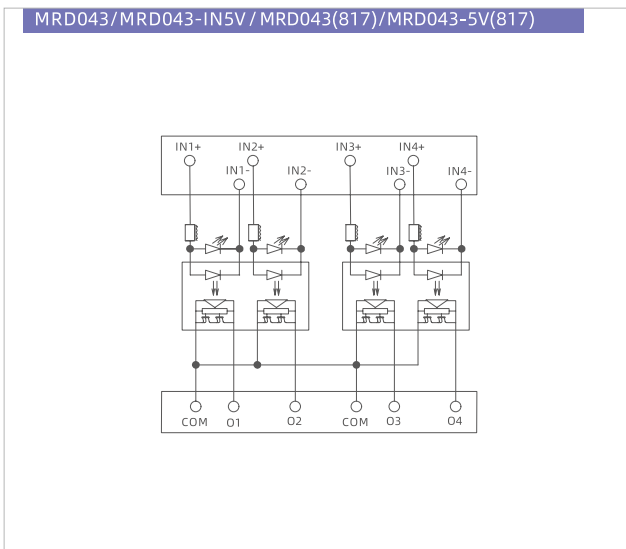 MRD043/MRD043-IN5V/MRD043(817)/MRD043-5V(817)
IN1+ IN2+ IN3+ IN4+
IN1- IN2- IN3- IN4-
COM O1 O2 COM O3 O4